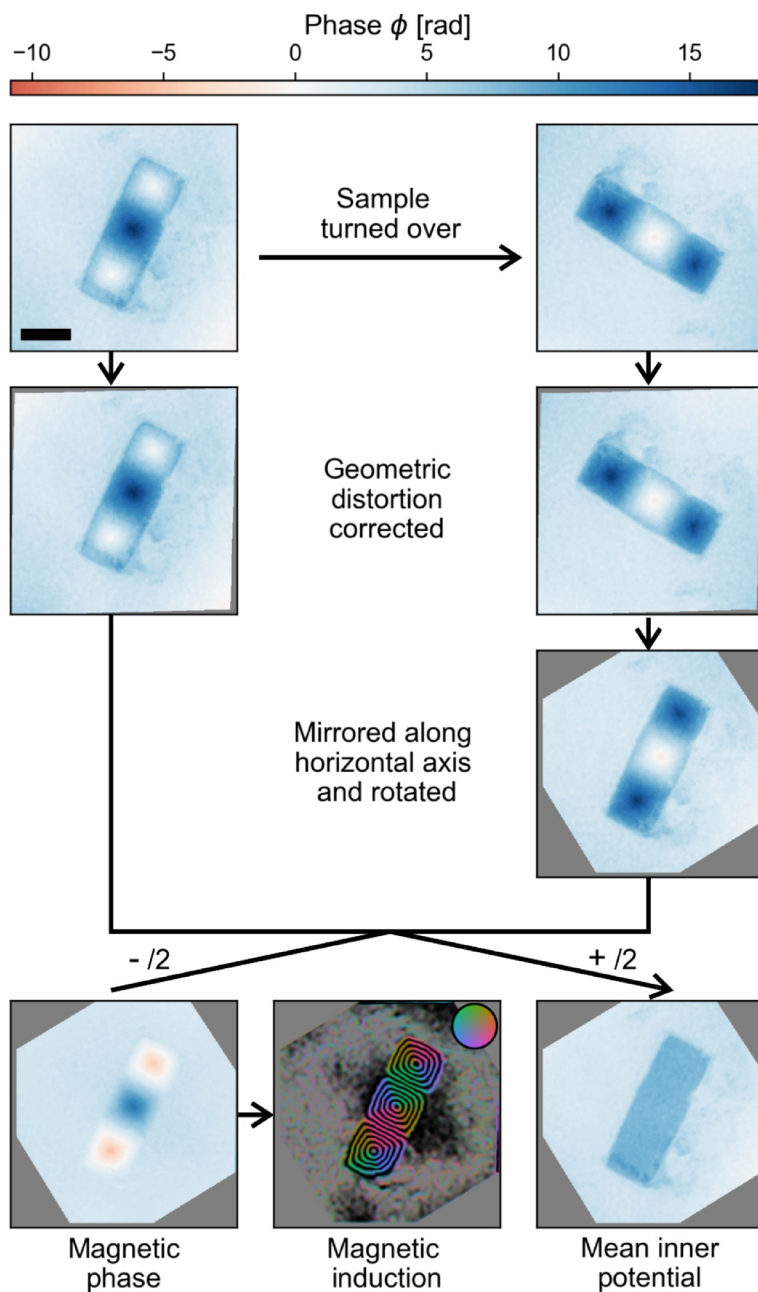 Phase ϕ [rad]
−10 −5 0 5 10 15
Sample
turned over
Geometric
distortion
corrected
Mirrored along
horizontal axis
and rotated
- /2
+ /2
Magnetic
phase
Magnetic
induction
Mean inner
potential